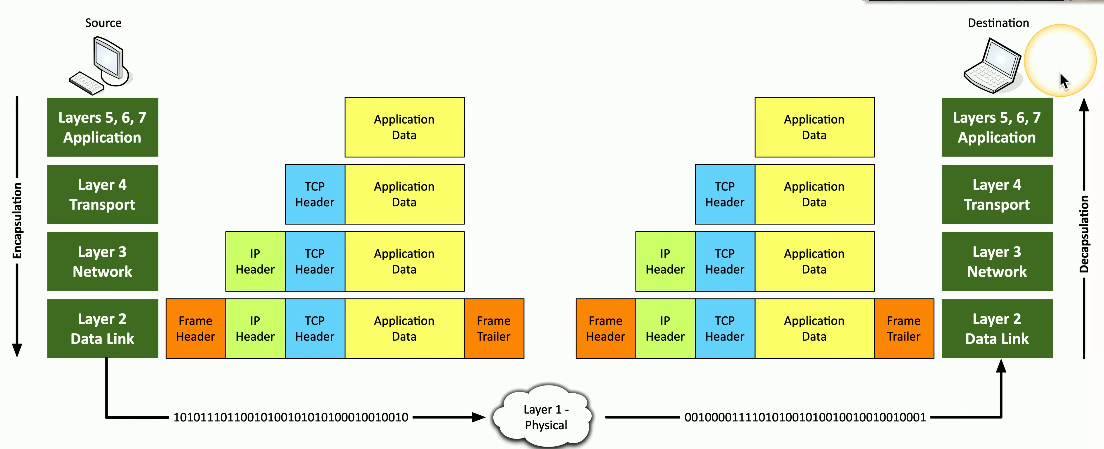 Source
Destination
Layers 5, 6, 7
Application
Application
Data
Application
Data
Layers 5, 6, 7
Application
Layer 4
Transport
TCP
Header
Application
Data
TCP
Header
Application
Data
Layer 4
Transport
Encapsulation
Decapsulation
Layer 3
Network
IP
Header
TCP
Header
Application
Data
IP
Header
TCP
Header
Application
Data
Layer 3
Network
Layer 2
Data Link
Frame
Header
IP
Header
TCP
Header
Application
Data
Frame
Trailer
Frame
Header
IP
Header
TCP
Header
Application
Data
Frame
Trailer
Layer 2
Data Link
1010111011001010010101010100010010010
Layer 1 -
Physical
0010000111110101001010010010010010001